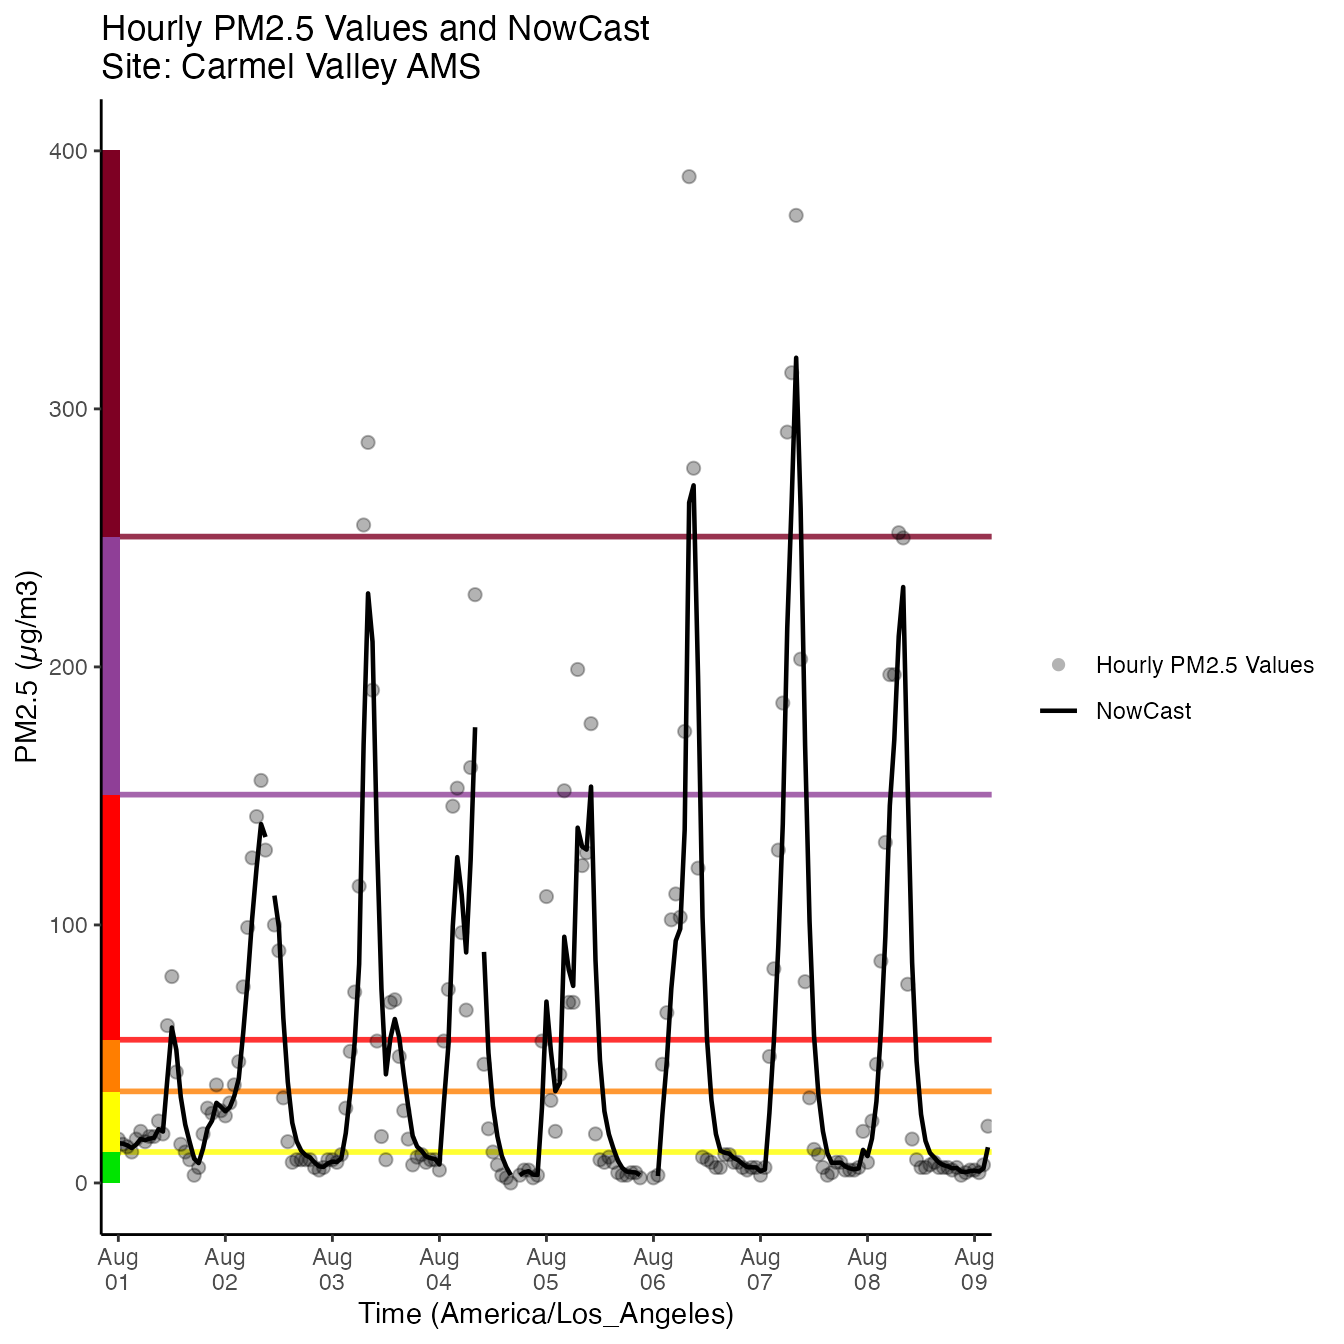 Hourly PM2.5 Values and NowCast
Site: Carmel Valley AMS
PM2.5 (µg/m3)
400
300
200
100
0
Aug 01
Aug 02
Aug 03
Aug 04
Aug 05
Aug 06
Aug 07
Aug 08
Aug 09
Time (America/Los_Angeles)
Hourly PM2.5 Values
NowCast